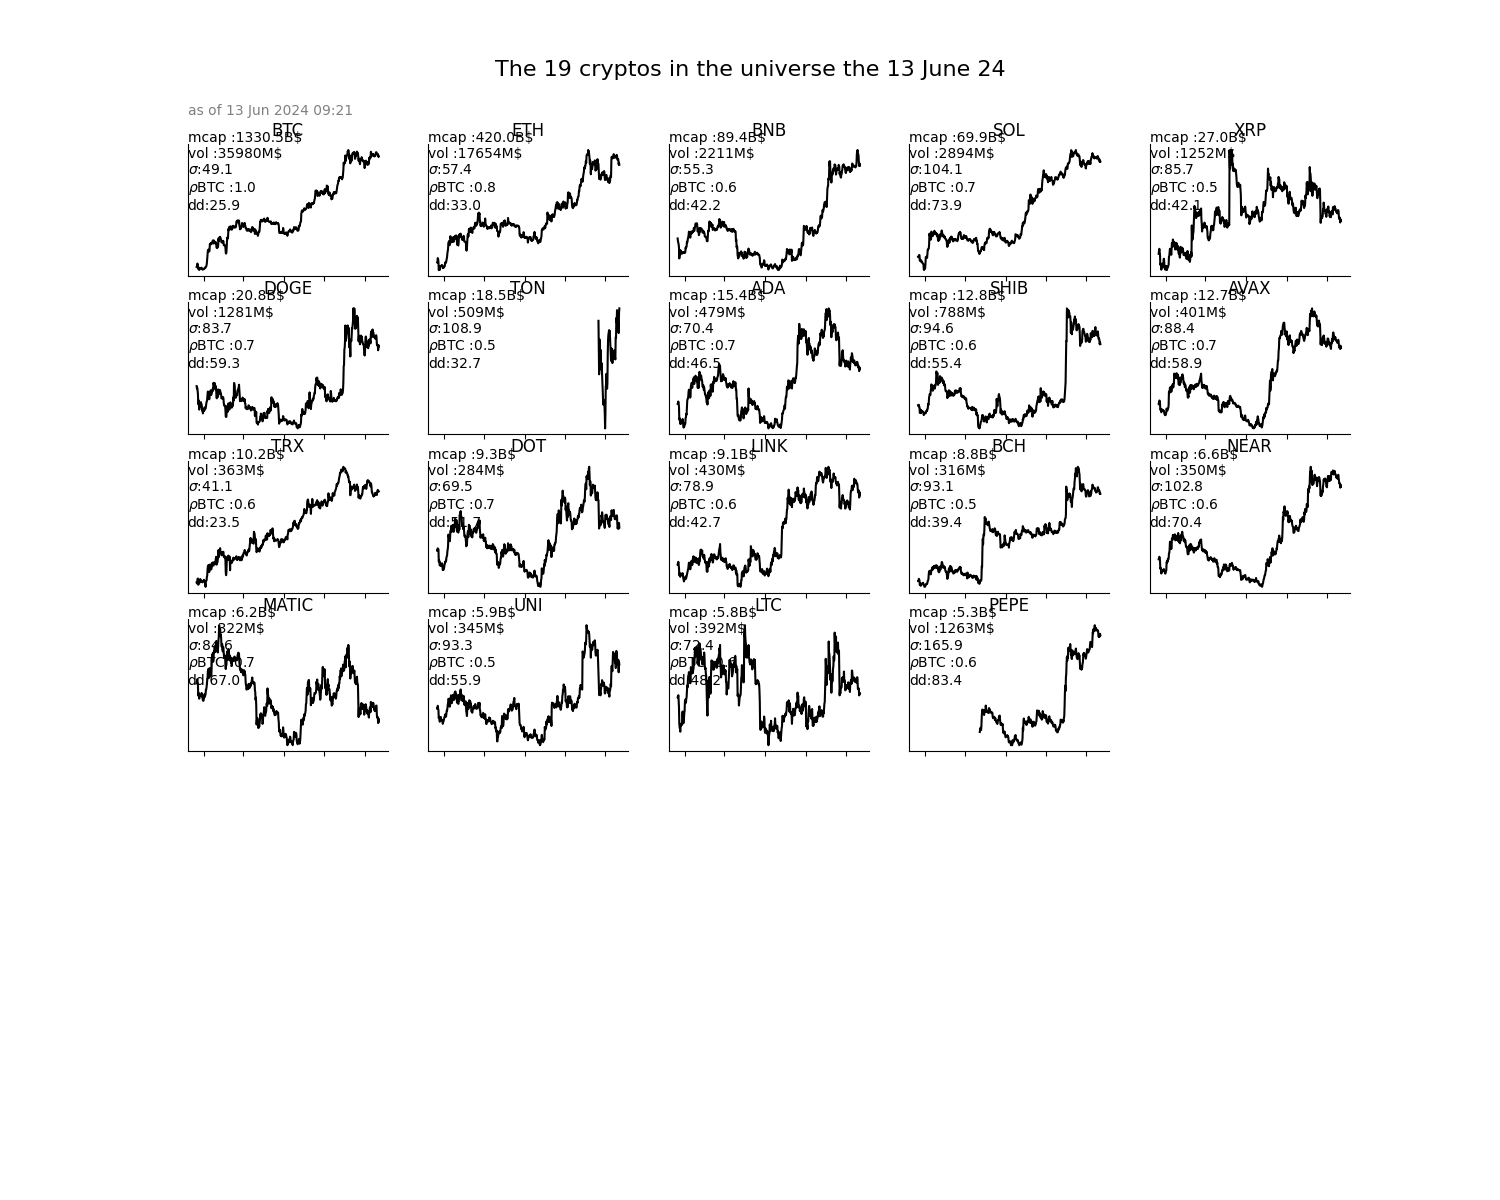 The 19 cryptos in the universe the 13 June 24
as of 13 Jun 2024 09:21
BTC
mcap :1330.5B$
vol :35980M$
σ:49.1
ρBTC :1.0
dd:25.9
ETH
mcap :420.0B$
vol :17654M$
σ:57.4
ρBTC :0.8
dd:33.0
BNB
mcap :89.4B$
vol :2211M$
σ:55.3
ρBTC :0.6
dd:42.2
SOL
mcap :69.9B$
vol :2894M$
σ:104.1
ρBTC :0.7
dd:73.9
XRP
mcap :27.0B$
vol :1252M$
σ:85.7
ρBTC :0.5
dd:42.1
DOGE
mcap :20.8B$
vol :1281M$
σ:83.7
ρBTC :0.7
dd:59.3
TON
mcap :18.5B$
vol :509M$
σ:108.9
ρBTC :0.5
dd:32.7
ADA
mcap :15.4B$
vol :479M$
σ:70.4
ρBTC :0.7
dd:46.5
SHIB
mcap :12.8B$
vol :788M$
σ:94.6
ρBTC :0.6
dd:55.4
AVAX
mcap :12.7B$
vol :401M$
σ:88.4
ρBTC :0.7
dd:58.9
TRX
mcap :10.2B$
vol :363M$
σ:41.1
ρBTC :0.6
dd:23.5
DOT
mcap :9.3B$
vol :284M$
σ:69.5
ρBTC :0.7
LINK
mcap :9.1B$
vol :430M$
σ:78.9
ρBTC :0.6
dd:42.7
BCH
mcap :8.8B$
vol :316M$
σ:93.1
ρBTC :0.5
dd:39.4
NEAR
mcap :6.6B$
vol :350M$
σ:102.8
ρBTC :0.6
dd:70.4
MATIC
mcap :6.2B$
vol :322M$
σ:84.6
ρBTC :0.7
dd:67.0
UNI
mcap :5.9B$
vol :345M$
σ:93.3
ρBTC :0.5
dd:55.9
LTC
mcap :5.8B$
vol :392M$
σ:72.4
dd:48.2
PEPE
mcap :5.3B$
vol :1263M$
σ:165.9
ρBTC :0.6
dd:83.4